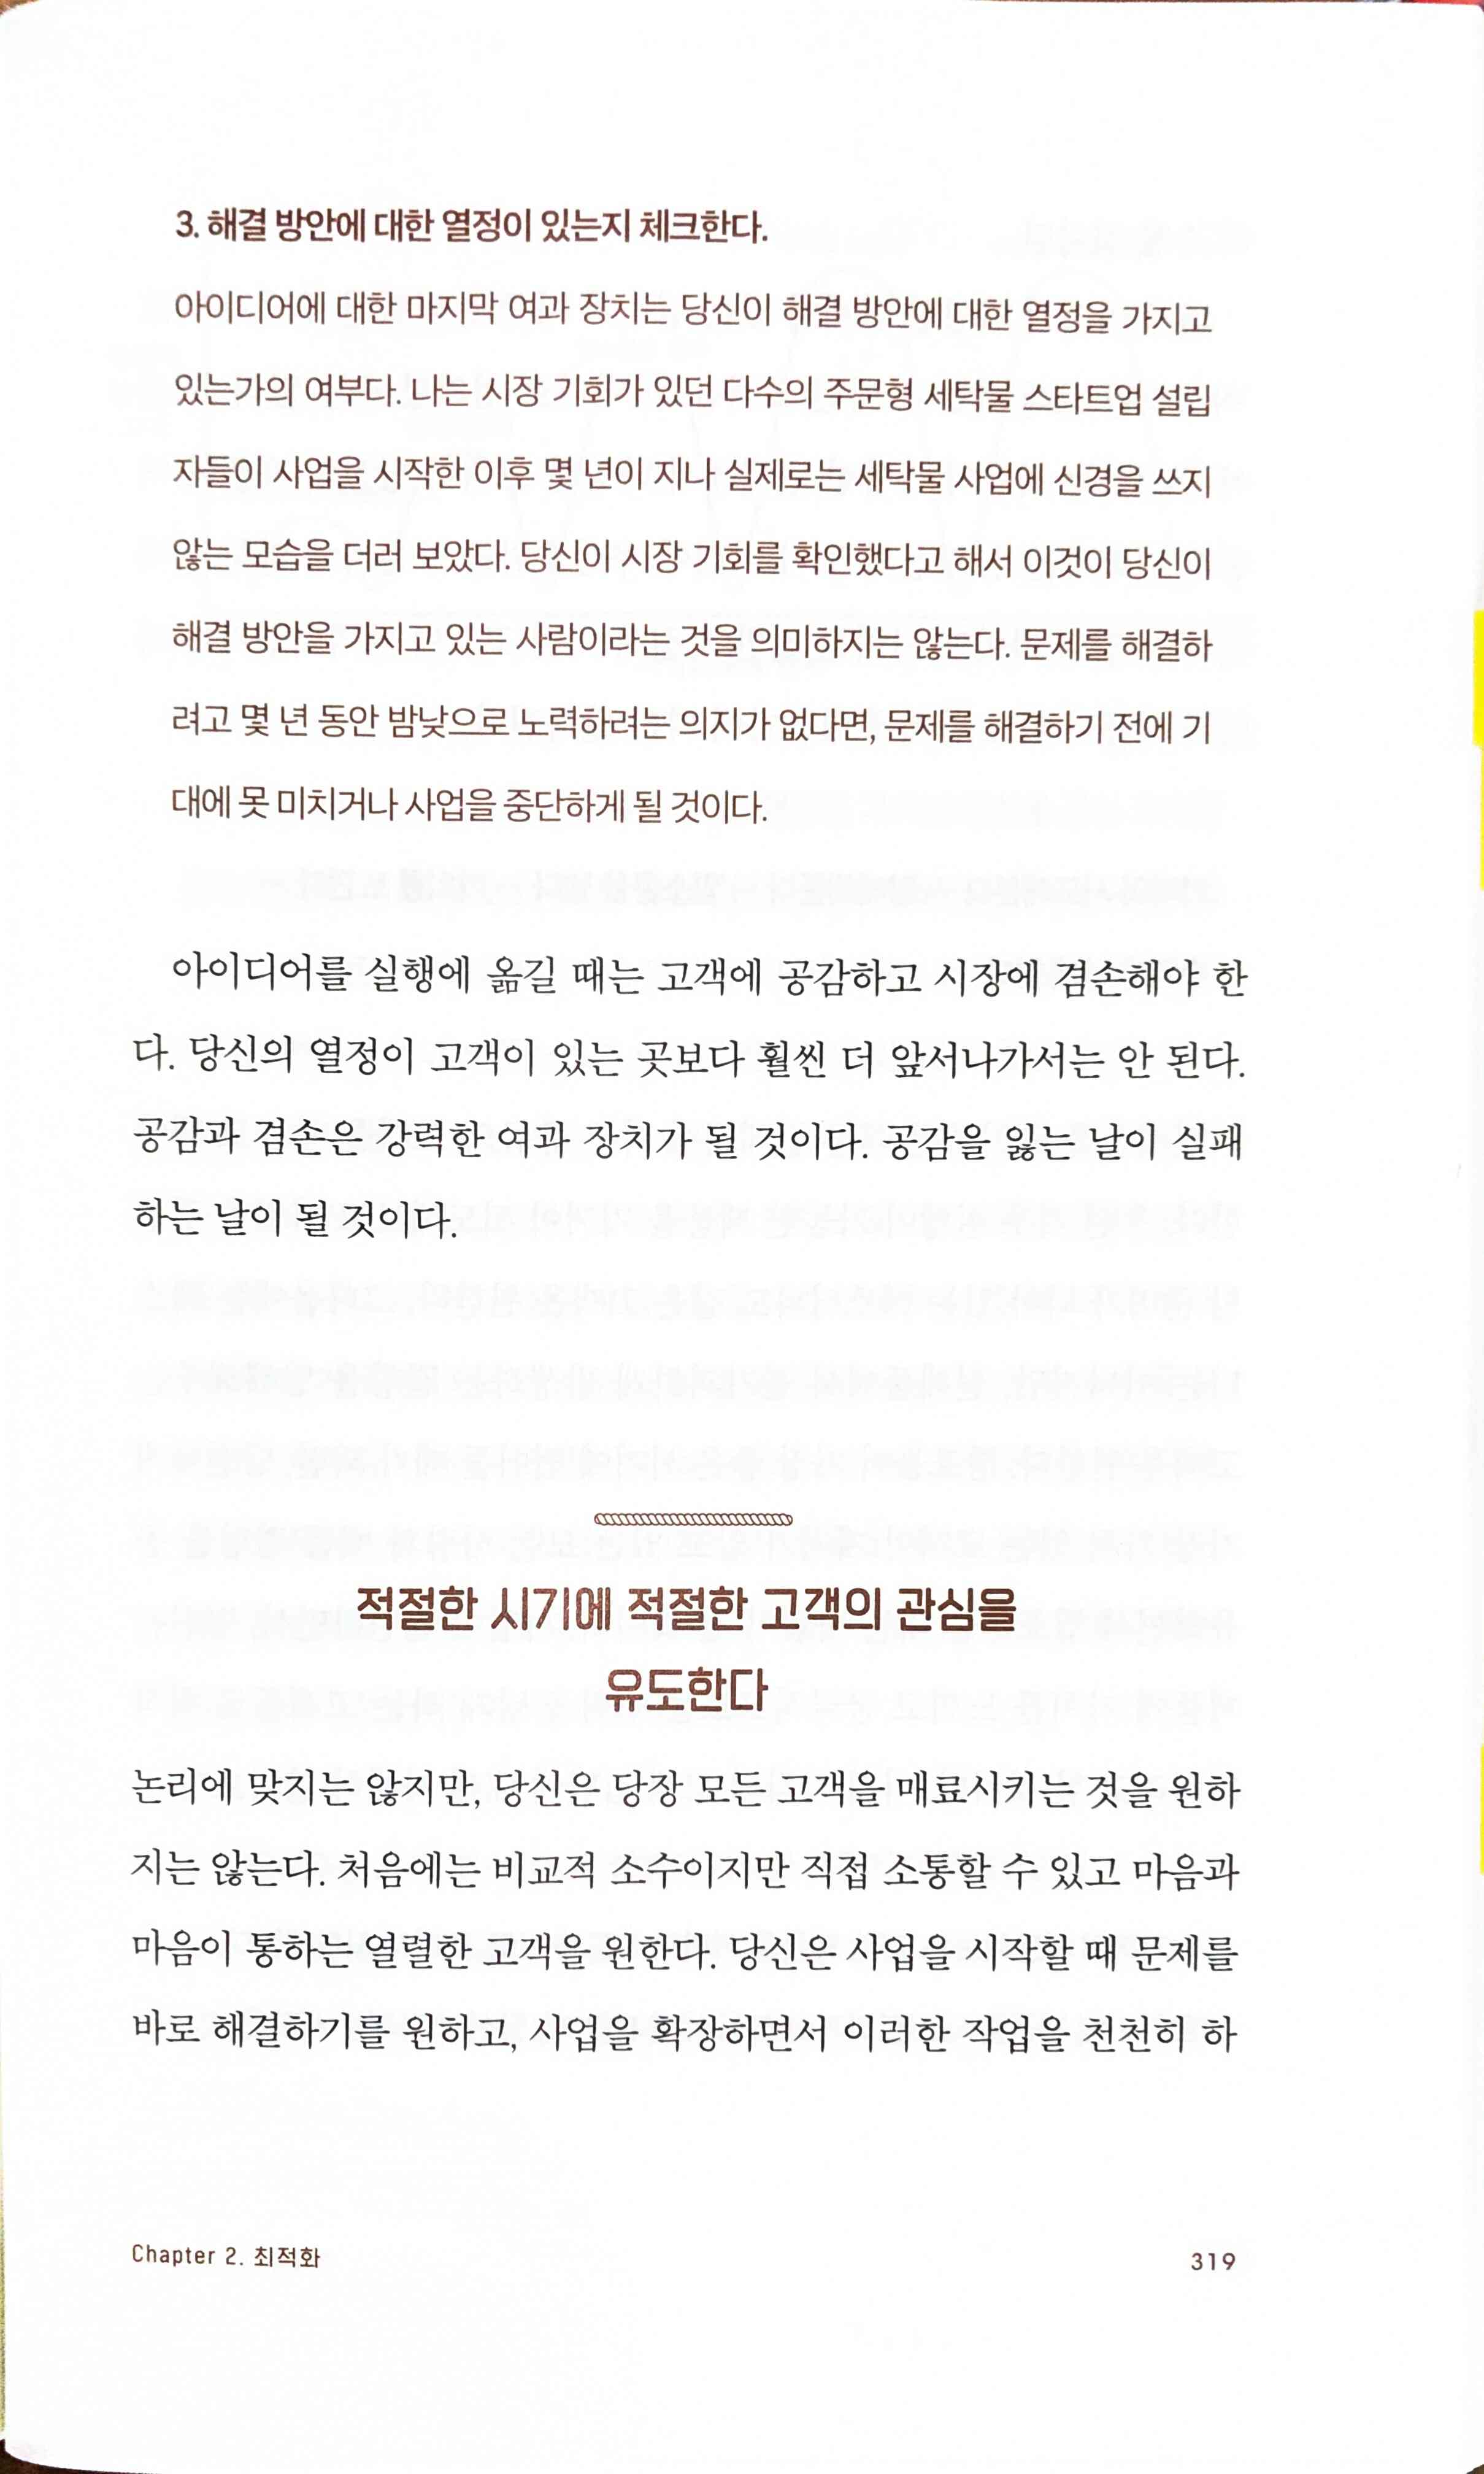 3. 해결 방안에 대한 열정이 있는지 체크한다.
아이디어에 대한 마지막 여과 장치는 당신이 해결 방안에 대한 열정을 가지고
있는가의 여부다. 나는 시장 기회가 있던 다수의 주문형 세탁물 스타트업 설립
자들이 사업을 시작한 이후 몇 년이 지나 실제로는 세탁물 사업에 신경을 쓰지
않는 모습을 더러 보았다. 당신이 시장 기회를 확인했다고 해서 이것이 당신이
해결 방안을 가지고 있는 사람이라는 것을 의미하지는 않는다. 문제를 해결하
려고 몇 년 동안 밤낮으로 노력하려는 의지가 없다면, 문제를 해결하기 전에 기
대에 못 미치거나 사업을 중단하게 될 것이다.
아이디어를 실행에 옮길 때는 고객에 공감하고 시장에 겸손해야 한
다. 당신의 열정이 고객이 있는 곳보다 훨씬 더 앞서나가서는 안 된다.
공감과 겸손은 강력한 여과 장치가 될 것이다. 공감을 잃는 날이 실패
하는 날이 될 것이다.
적절한 시기에 적절한 고객의 관심을
유도한다
논리에 맞지는 않지만, 당신은 당장 모든 고객을 매료시키는 것을 원하
지는 않는다. 처음에는 비교적 소수이지만 직접 소통할 수 있고 마음과
마음이 통하는 열렬한 고객을 원한다. 당신은 사업을 시작할 때 문제를
바로 해결하기를 원하고, 사업을 확장하면서 이러한 작업을 천천히 하
Chapter 2. 최적화
319